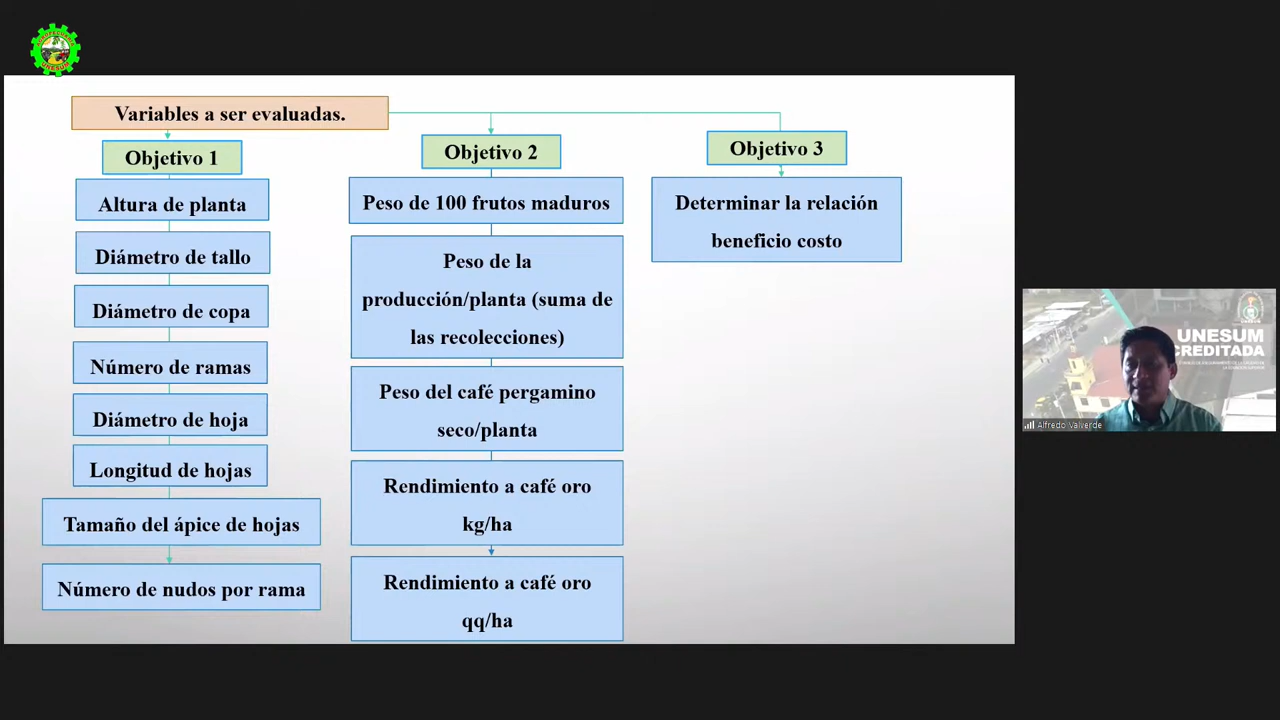 AGROPECUARIA
UNESUM
Variables a ser evaluadas.
Objetivo 1
Altura de planta
Diámetro de tallo
Diámetro de copa
Número de ramas
Diámetro de hoja
Longitud de hojas
Tamaño del ápice de hojas
Número de nudos por rama
Objetivo 2
Peso de 100 frutos maduros
Peso de la
producción/planta (suma de
las recolecciones)
Peso del café pergamino
seco/planta
Rendimiento a café oro
kg/ha
Rendimiento a café oro
qq/ha
Objetivo 3
Determinar la relación
beneficio costo
UNESUM
CREDITADA
Alfredo Valverde